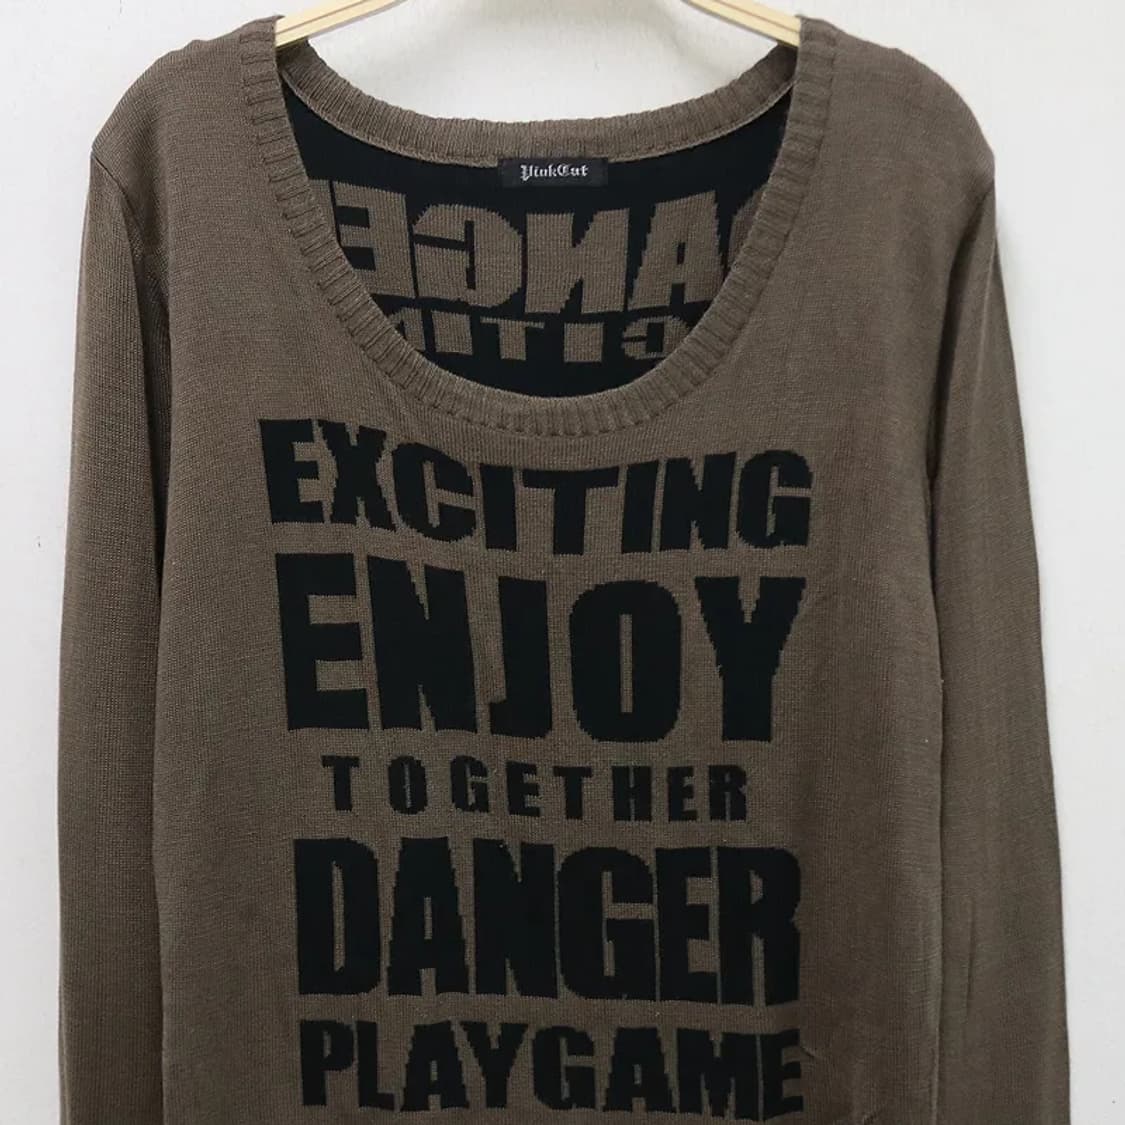 PinkCat
EXCITING
ENJOY
TOGETHER
DANGER
PLAYGAME